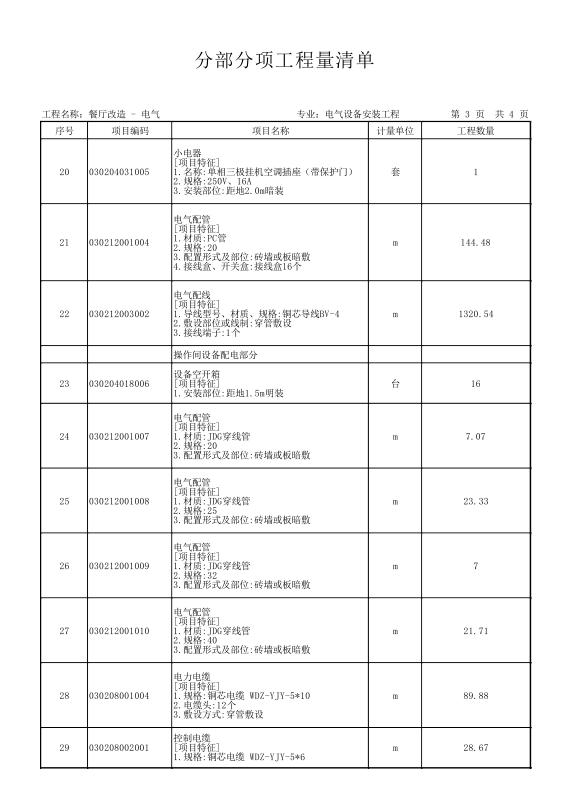 分部分项工程量清单
工程名称：餐厅改造 - 电气 专业：电气设备安装工程 第 3 页 共 4 页
序号 项目编码 项目名称 计量单位 工程数量
小电器
[项目特征]
1.名称:单相三极挂机空调插座（带保护门）
2.规格:250V、16A
3.安装部位:距地2.0m暗装
20 030204031005 套 1
电气配管
[项目特征]
1.材质:PC管
2.规格:20
3.配置形式及部位:砖墙或板暗敷
4.接线盒、开关盒:接线盒16个
21 030212001004 m 144.48
电气配线
[项目特征]
1.导线型号、材质、规格:铜芯导线BV-4
2.敷设部位或线制:穿管敷设
3.接线端子:1个
22 030212003002 m 1320.54
操作间设备配电部分
设备空开箱
[项目特征]
1.安装部位:距地1.5m明装
23 030204018006 台 16
电气配管
[项目特征]
1.材质:JDG穿线管
2.规格:20
3.配置形式及部位:砖墙或板暗敷
24 030212001007 m 7.07
电气配管
[项目特征]
1.材质:JDG穿线管
2.规格:25
3.配置形式及部位:砖墙或板暗敷
25 030212001008 m 23.33
电气配管
[项目特征]
1.材质:JDG穿线管
2.规格:32
3.配置形式及部位:砖墙或板暗敷
26 030212001009 m 7
电气配管
[项目特征]
1.材质:JDG穿线管
2.规格:40
3.配置形式及部位:砖墙或板暗敷
27 030212001010 m 21.71
电力电缆
[项目特征]
1.规格:铜芯电缆 WDZ-YJY-5*10
2.电缆头:12个
3.敷设方式:穿管敷设
28 030208001004 m 89.88
控制电缆
[项目特征]
1.规格:铜芯电缆 WDZ-YJY-5*6
29 030208002001 m 28.67